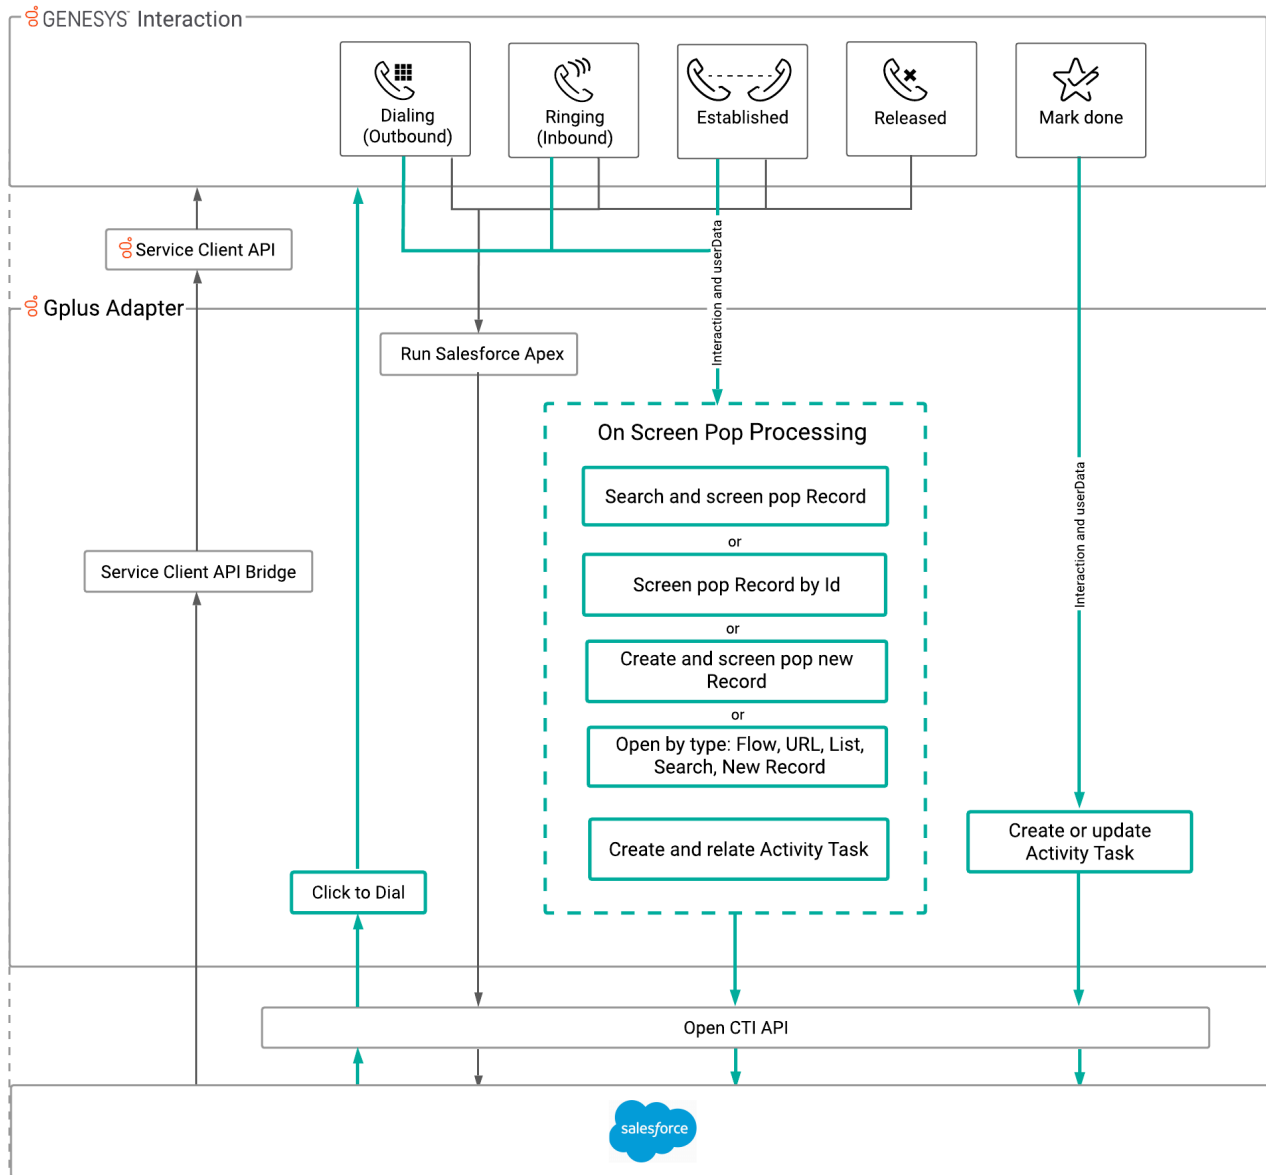 GENESYS Interaction
Dialing
(Outbound)
Ringing
(Inbound)
Established
Released
Mark done
Service Client API
Interaction and userData
Gplus Adapter
Run Salesforce Apex
On Screen Pop Processing
Search and screen pop Record
or
Screen pop Record by Id
or
Create and screen pop new
Record
or
Open by type: Flow, URL, List,
Search, New Record
Create and relate Activity Task
Interaction and userData
Service Client API Bridge
Create or update
Activity Task
Click to Dial
Open CTI API
salesforce